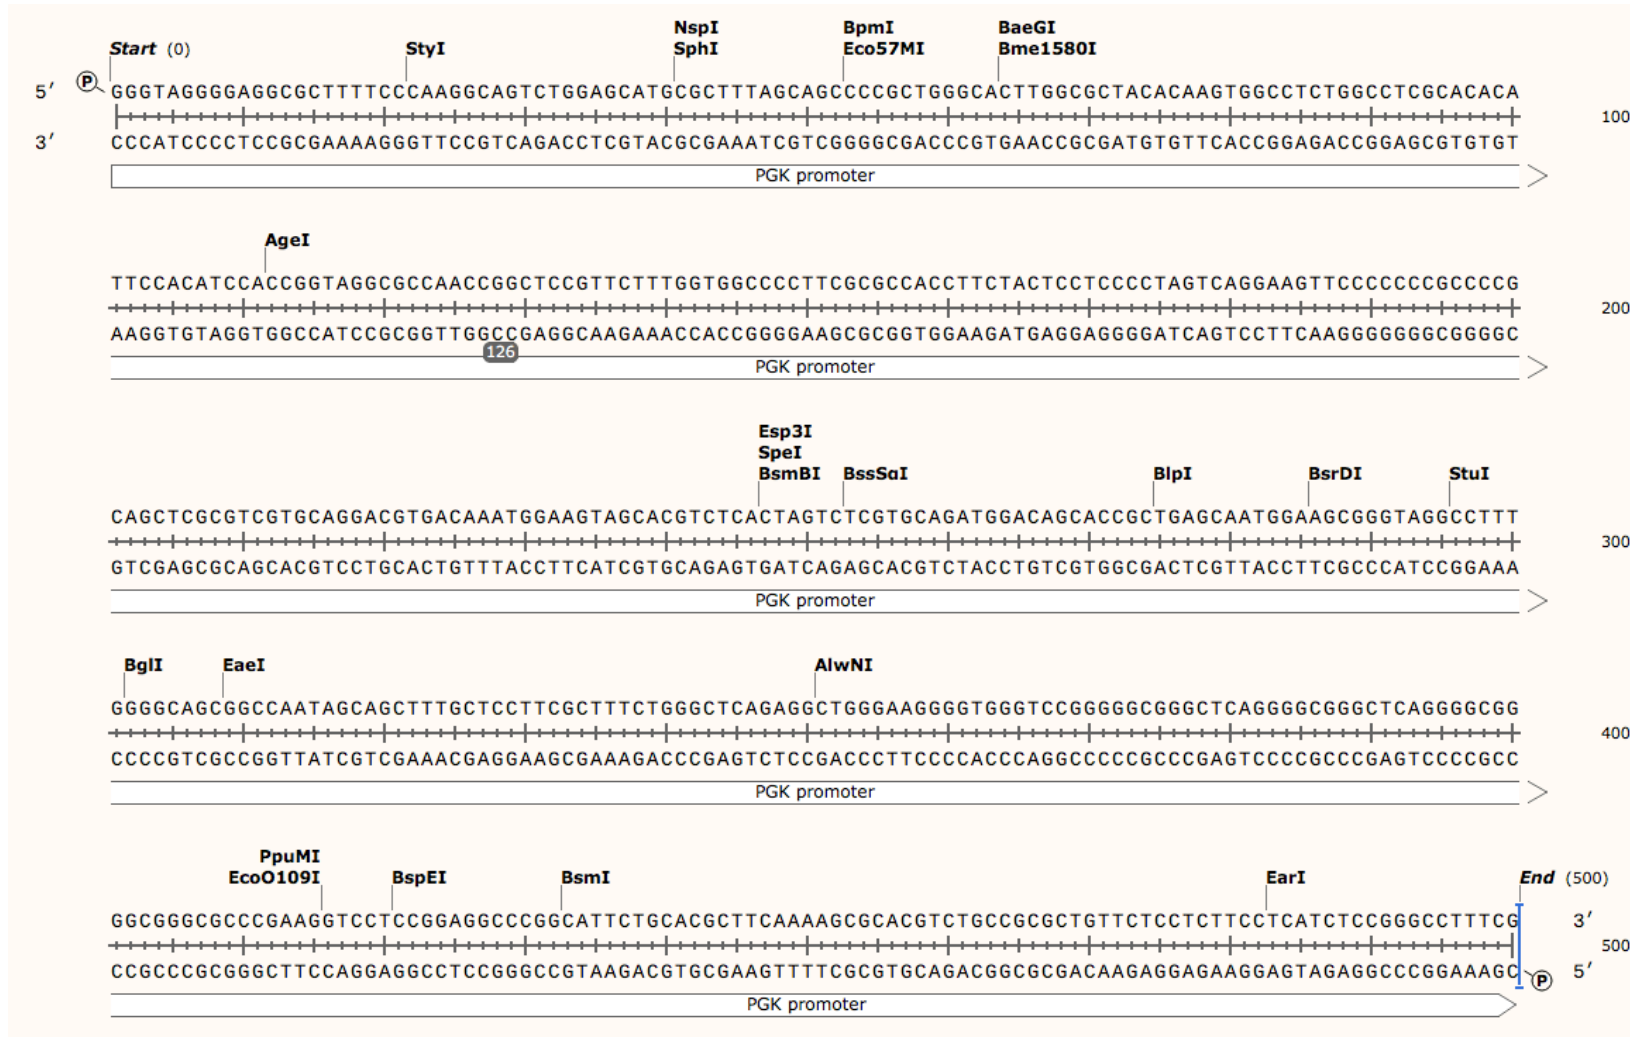 NspI BpmI BaeGI
Start (0) StyI SphI Eco57MI Bme1580I
5′ P GGGTAGGGGAGGCGCTTTTCCCAAGGCAGTCTGGAGCATGCGCTTTAGCAGCCCCGCTGGGCACTTGGCGCTACACAAGTGGCCTCTGGCCTCGCACACA
100
3′ CCCATCCCCTCCGCGAAAAGGGTTCCGTCAGACCTCGTACGCGAAATCGTCGGGGCGACCCGTGAACCGCGATGTGTTCACCGGAGACCGGAGCGTGTGT
PGK promoter
AgeI
TTCCACATCCACCGGTAGGCGCCAACCGGCTCCGTTCTTTGGTGGCCCCTTCGCGCCACCTTCTACTCCTCCCCTAGTCAGGAAGTTCCCCCCCGCCCCG
200
AAGGTGTAGGTGGCCATCCGCGGTTGGCCGAGGCAAGAAACCACCGGGGAAGCGCGGTGGAAGATGAGGAGGGGATCAGTCCTTCAAGGGGGGGCGGGGC
126
PGK promoter
Esp3I
SpeI
BsmBI BssSαI BlpI BsrDI StuI
CAGCTCGCGTCGTGCAGGACGTGACAAATGGAAGTAGCACGTCTCACTAGTCTCGTGCAGATGGACAGCACCGCTGAGCAATGGAAGCGGGTAGGCCTTT
300
GTCGAGCGCAGCACGTCCTGCACTGTTTACCTTCATCGTGCAGAGTGATCAGAGCACGTCTACCTGTCGTGGCGACTCGTTACCTTCGCCCATCCGGAAA
PGK promoter
BglI EaeI AlwNI
GGGGCAGCGGCCAATAGCAGCTTTGCTCCTTCGCTTTCTGGGCTCAGAGGCTGGGAAGGGGTGGGTCCGGGGGCGGGCTCAGGGGCGGGCTCAGGGGCGG
400
CCCCGTCGCCGGTTATCGTCGAAACGAGGAAGCGAAAGACCCGAGTCTCCGACCCTTCCCCACCCAGGCCCCCGCCCGAGTCCCCGCCCGAGTCCCCGCC
PGK promoter
PpuMI
EcoO109I BspEI BsmI EarI End (500)
GGCGGGCGCCCGAAGGTCCTCCGGAGGCCCGGCATTCTGCACGCTTCAAAAGCGCACGTCTGCCGCGCTGTTCTCCTCTTCCTCATCTCCGGGCCTTTCG 3′
500
CCGCCCGCGGGCTTCCAGGAGGCCTCCGGGCCGTAAGACGTGCGAAGTTTTCGCGTGCAGACGGCGCGACAAGAGGAGAAGGAGTAGAGGCCCGGAAAGC P 5′
PGK promoter